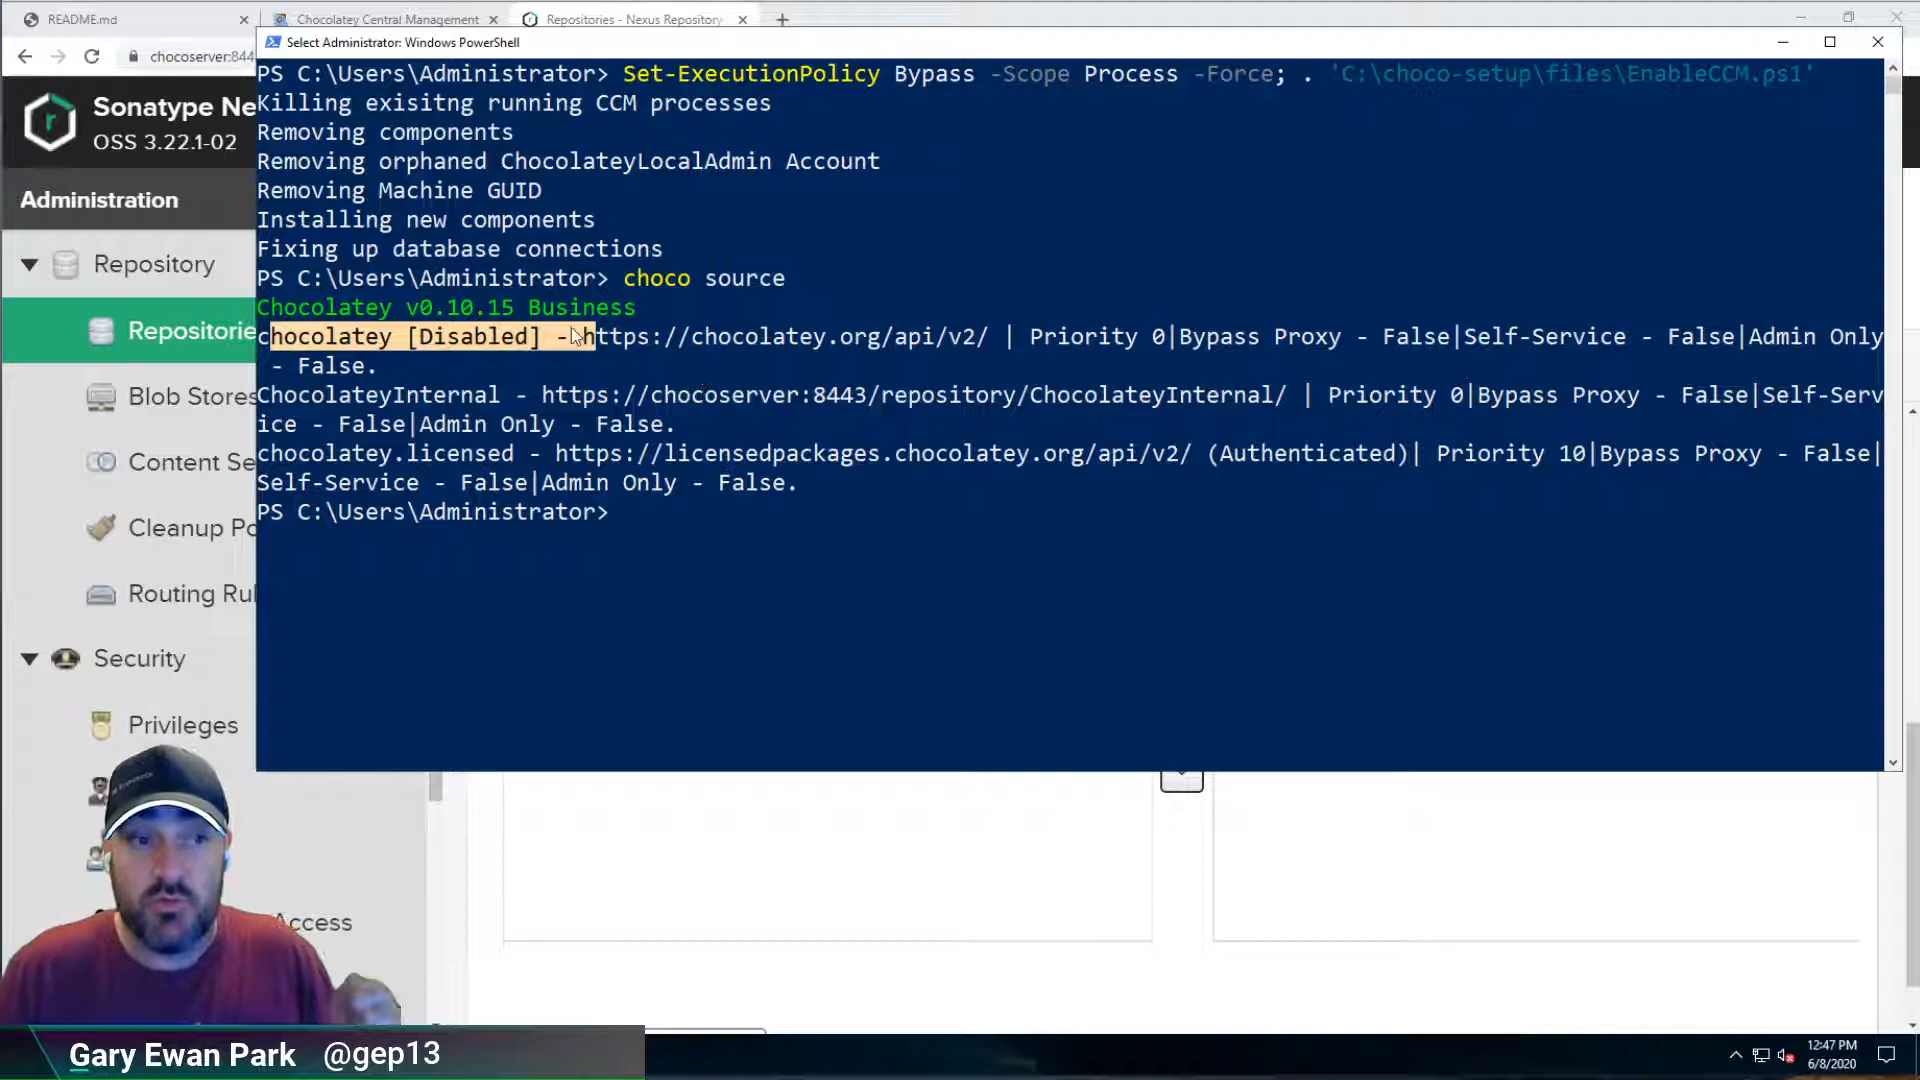 README.md
Chocolatey Central Management
Repositories - Nexus Repository
chocoserver:844
Select Administrator: Windows PowerShell
PS C:\Users\Administrator> Set-ExecutionPolicy Bypass -Scope Process -Force; . 'C:\choco-setup\files\EnableCCM.ps1'
Killing exisitng running CCM processes
Removing components
Removing orphaned ChocolateyLocalAdmin Account
Removing Machine GUID
Installing new components
Fixing up database connections
PS C:\Users\Administrator> choco source
Chocolatey v0.10.15 Business
chocolatey [Disabled] - https://chocolatey.org/api/v2/ | Priority 0|Bypass Proxy - False|Self-Service - False|Admin Only
- False.
ChocolateyInternal - https://chocoserver:8443/repository/ChocolateyInternal/ | Priority 0|Bypass Proxy - False|Self-Serv
ice - False|Admin Only - False.
chocolatey.licensed - https://licensedpackages.chocolatey.org/api/v2/ (Authenticated)| Priority 10|Bypass Proxy - False|
Self-Service - False|Admin Only - False.
PS C:\Users\Administrator>
Sonatype Ne
OSS 3.22.1-02
Administration
Repository
Repositorie
Blob Stores
Content Se
Cleanup Po
Routing Rul
Security
Privileges
Access
Gary Ewan Park @gep13
12:47 PM
6/8/2020